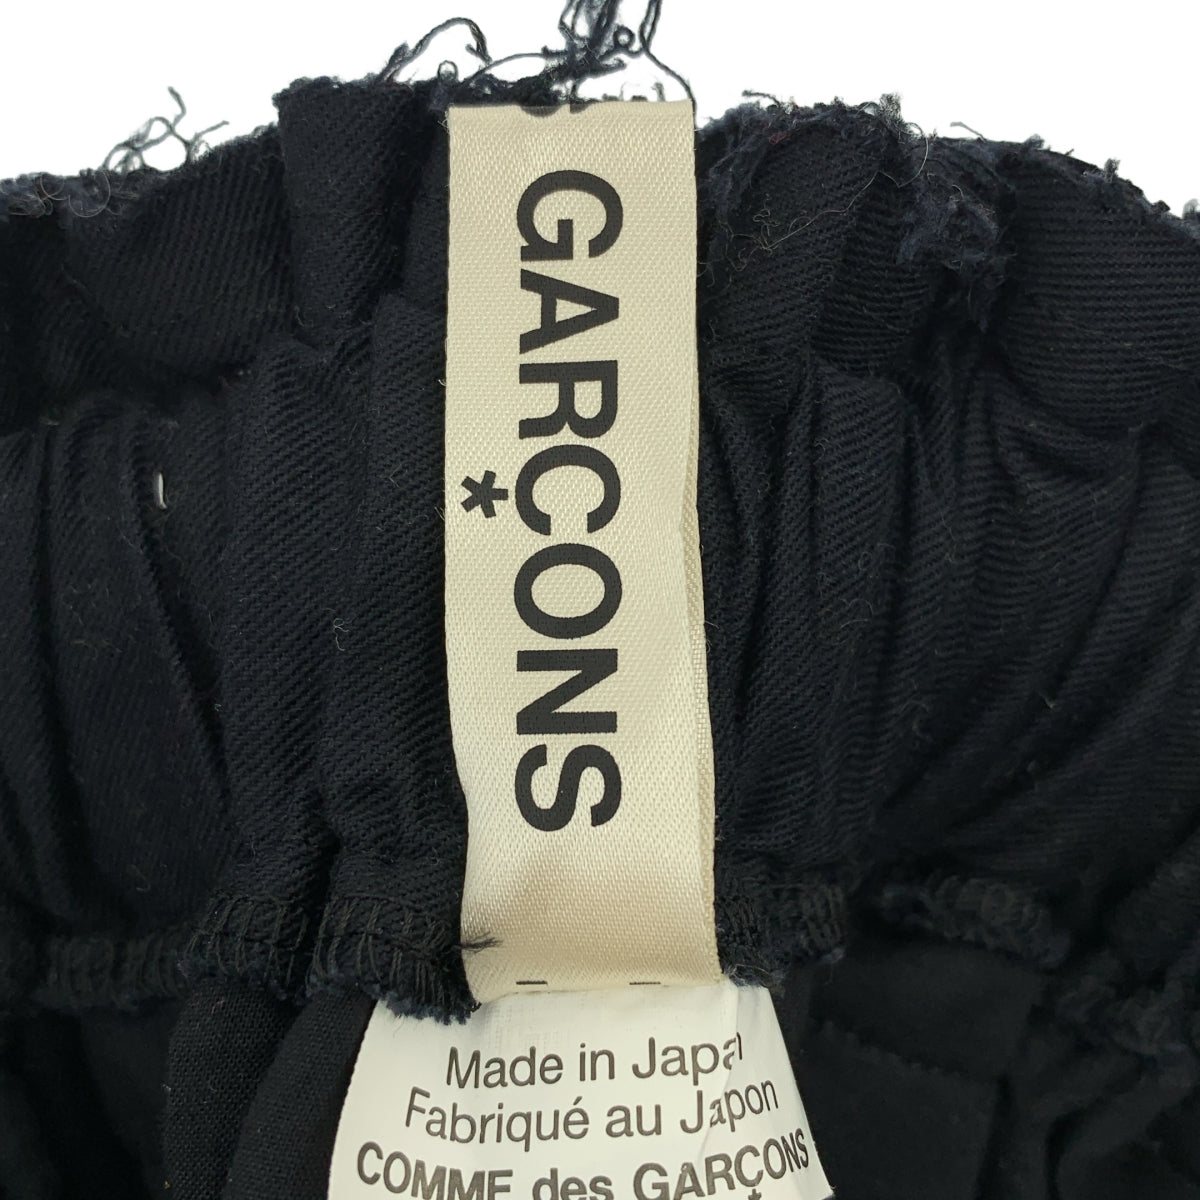 GARÇONS
*
Made in Japan
Fabriqué au Japon
COMME des GARÇONS
*